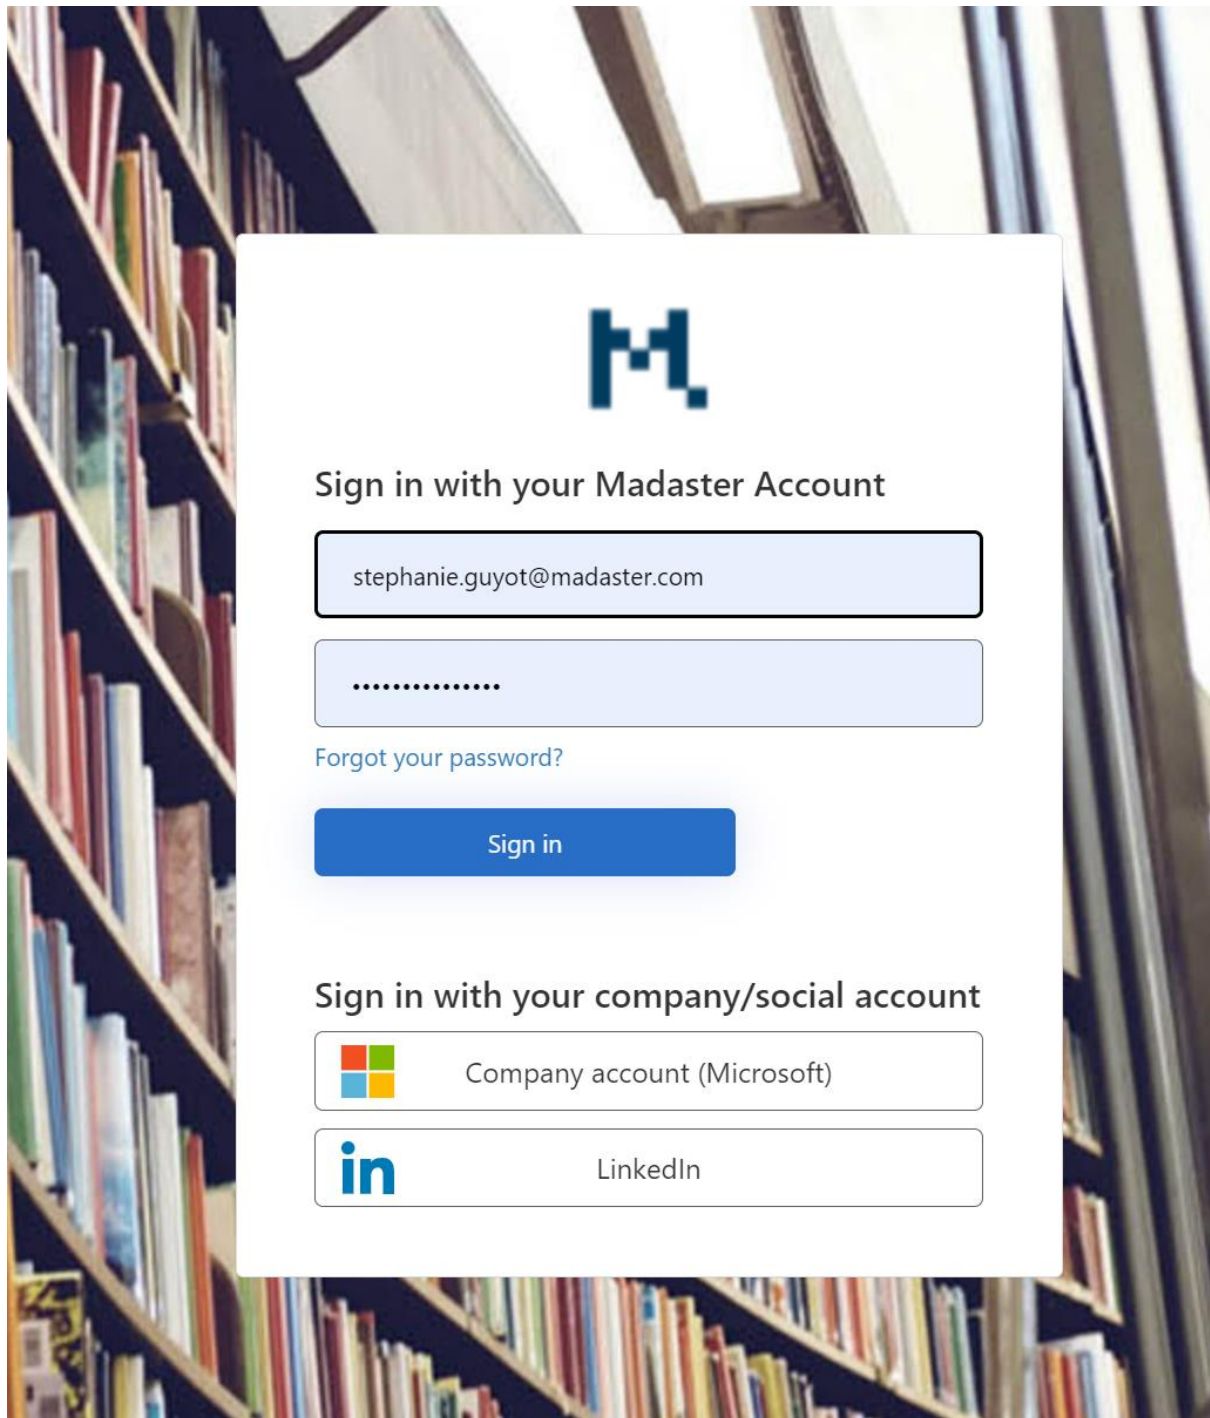 Sign in with your Madaster Account
stephanie.guyot@madaster.com
•••••••••••••••
Forgot your password?
Sign in
Sign in with your company/social account
Company account (Microsoft)
in LinkedIn